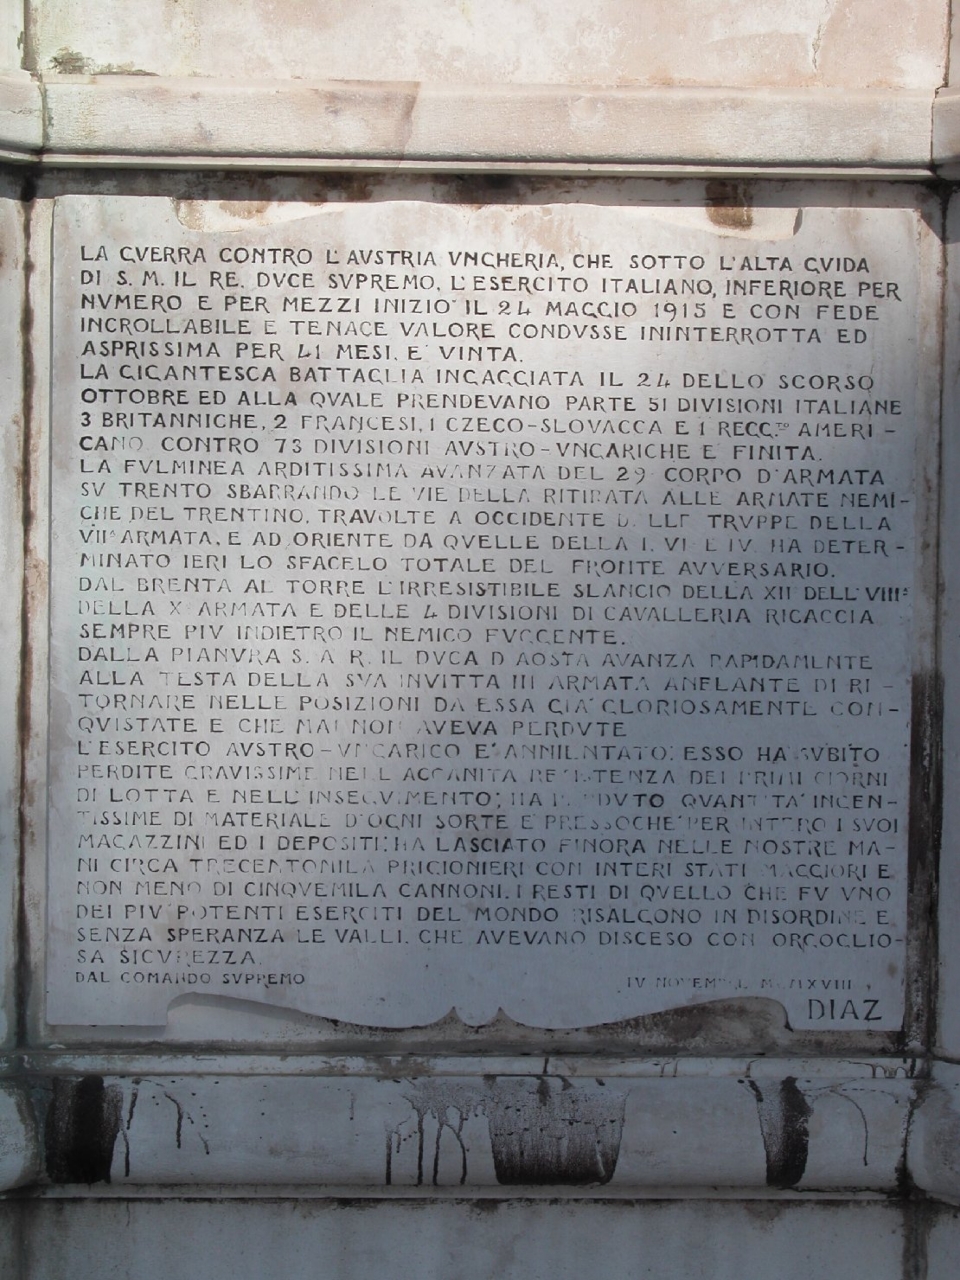 LA GVERRA CONTRO L'AVSTRIA VNGHERIA, CHE SOTTO L'ALTA GVIDA
DI S. M. IL RE. DVCE SVPREMO, L'ESERCITO ITALIANO, INFERIORE PER
NVMERO E PER MEZZI INIZIO' IL 24 MAGGIO 1915 E CON FEDE
INCROLLABILE E TENACE VALORE CONDVSSE ININTERROTTA ED
ASPRISSIMA PER 41 MESI. E' VINTA.
LA GIGANTESCA BATTAGLIA INGAGGIATA IL 24 DELLO SCORSO
OTTOBRE ED ALLA QVALE PRENDEVANO PARTE 51 DIVISIONI ITALIANE
3 BRITANNICHE, 2 FRANCESI, 1 CZECO-SLOVACCA E 1 REGG.TO AMERI-
CANO CONTRO 73 DIVISIONI AVSTRO-VNGARICHE E' FINITA.
LA FVLMINEA ARDITISSIMA AVANZATA DEL 29° CORPO D'ARMATA
SV TRENTO SBARRANDO LE VIE DELLA RITIRATA ALLE ARMATE NEMI-
CHE DEL TRENTINO, TRAVOLTE A OCCIDENTE DALLE TRVPPE DELLA
VIIª ARMATA, E AD ORIENTE DA QVELLE DELLA I. VI E IV HA DETER-
MINATO IERI LO SFACELO TOTALE DEL FRONTE AVVERSARIO.
DAL BRENTA AL TORRE L'IRRESISTIBILE SLANCIO DELLA XII DELL'VIIIª
DELLA Xª ARMATA E DELLE 4 DIVISIONI DI CAVALLERIA RICACCIA
SEMPRE PIV INDIETRO IL NEMICO FVGGENTE.
DALLA PIANVRA S. A. R. IL DVCA D'AOSTA AVANZA RAPIDAMENTE
ALLA TESTA DELLA SVA INVITTA III ARMATA ANELANTE DI RI-
TORNARE NELLE POSIZIONI DA ESSA GIA' GLORIOSAMENTE CON-
QVISTATE E CHE MAI NON AVEVA PERDVTE
L'ESERCITO AVSTRO-VNGARICO E' ANNIENTATO: ESSO HA SVBITO
PERDITE GRAVISSIME NELL'ACCANITA RESISTENZA DEI PRIMI GIORNI
DI LOTTA E NELL'INSEGVIMENTO; HA PERDVTO QVANTITA' INGEN-
TISSIME DI MATERIALE D'OGNI SORTE E PRESSOCHE' PER INTERO I SVOI
MAGAZZINI ED I DEPOSITI: HA LASCIATO FINORA NELLE NOSTRE MA-
NI CIRCA TRECENTOMILA PRIGIONIERI CON INTERI STATI MAGGIORI E
NON MENO DI CINQVEMILA CANNONI. I RESTI DI QVELLO CHE FV VNO
DEI PIV' POTENTI ESERCITI DEL MONDO RISALGONO IN DISORDINE E
SENZA SPERANZA LE VALLI, CHE AVEVANO DISCESO CON ORGOGLIO-
SA SICVREZZA.
DAL COMANDO SVPREMO IV NOVEMBRE MCMXVIII
DIAZ